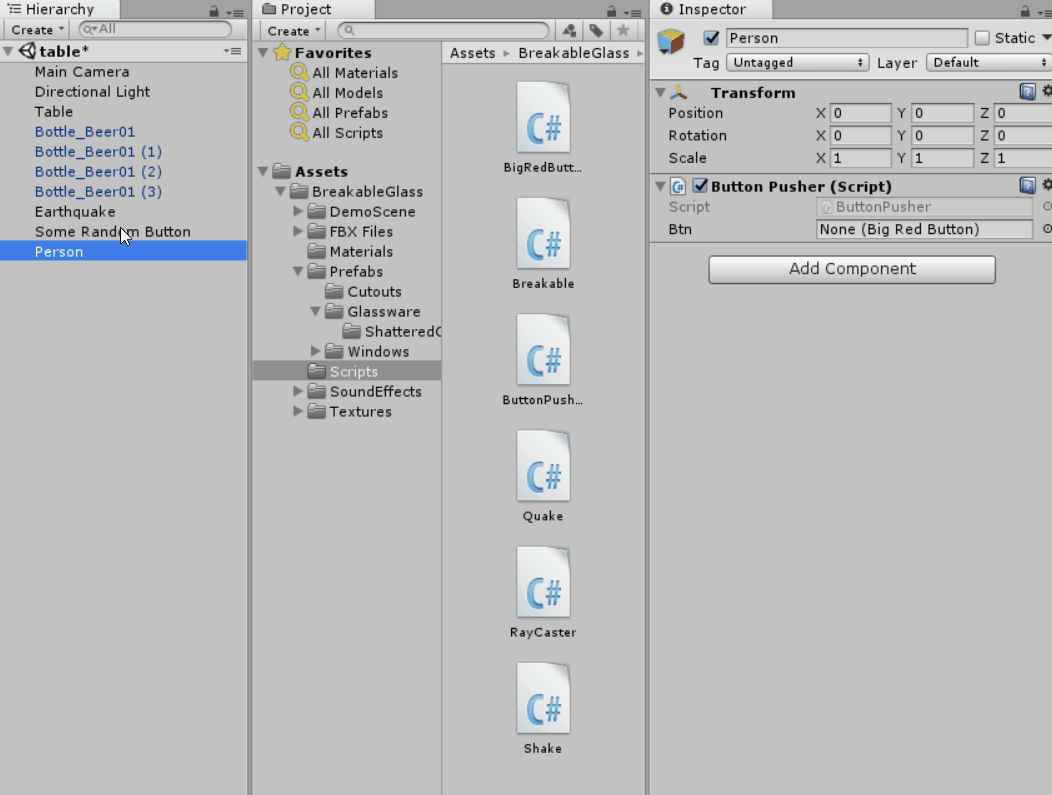 Hierarchy
Create
All
table*
Main Camera
Directional Light
Table
Bottle_Beer01
Bottle_Beer01 (1)
Bottle_Beer01 (2)
Bottle_Beer01 (3)
Earthquake
Some Random Button
Person
Project
Create
Favorites
All Materials
All Models
All Prefabs
All Scripts
Assets
BreakableGlass
DemoScene
FBX Files
Materials
Prefabs
Cutouts
Glassware
ShatteredG
Windows
Scripts
SoundEffects
Textures
Assets BreakableGlass
C#
BigRedButt...
C#
Breakable
C#
ButtonPush...
C#
Quake
C#
RayCaster
C#
Shake
Inspector
Person Static
Tag Untagged Layer Default
Transform
Position X 0 Y 0 Z 0
Rotation X 0 Y 0 Z 0
Scale X 1 Y 1 Z 1
Button Pusher (Script)
Script ButtonPusher
Btn None (Big Red Button)
Add Component